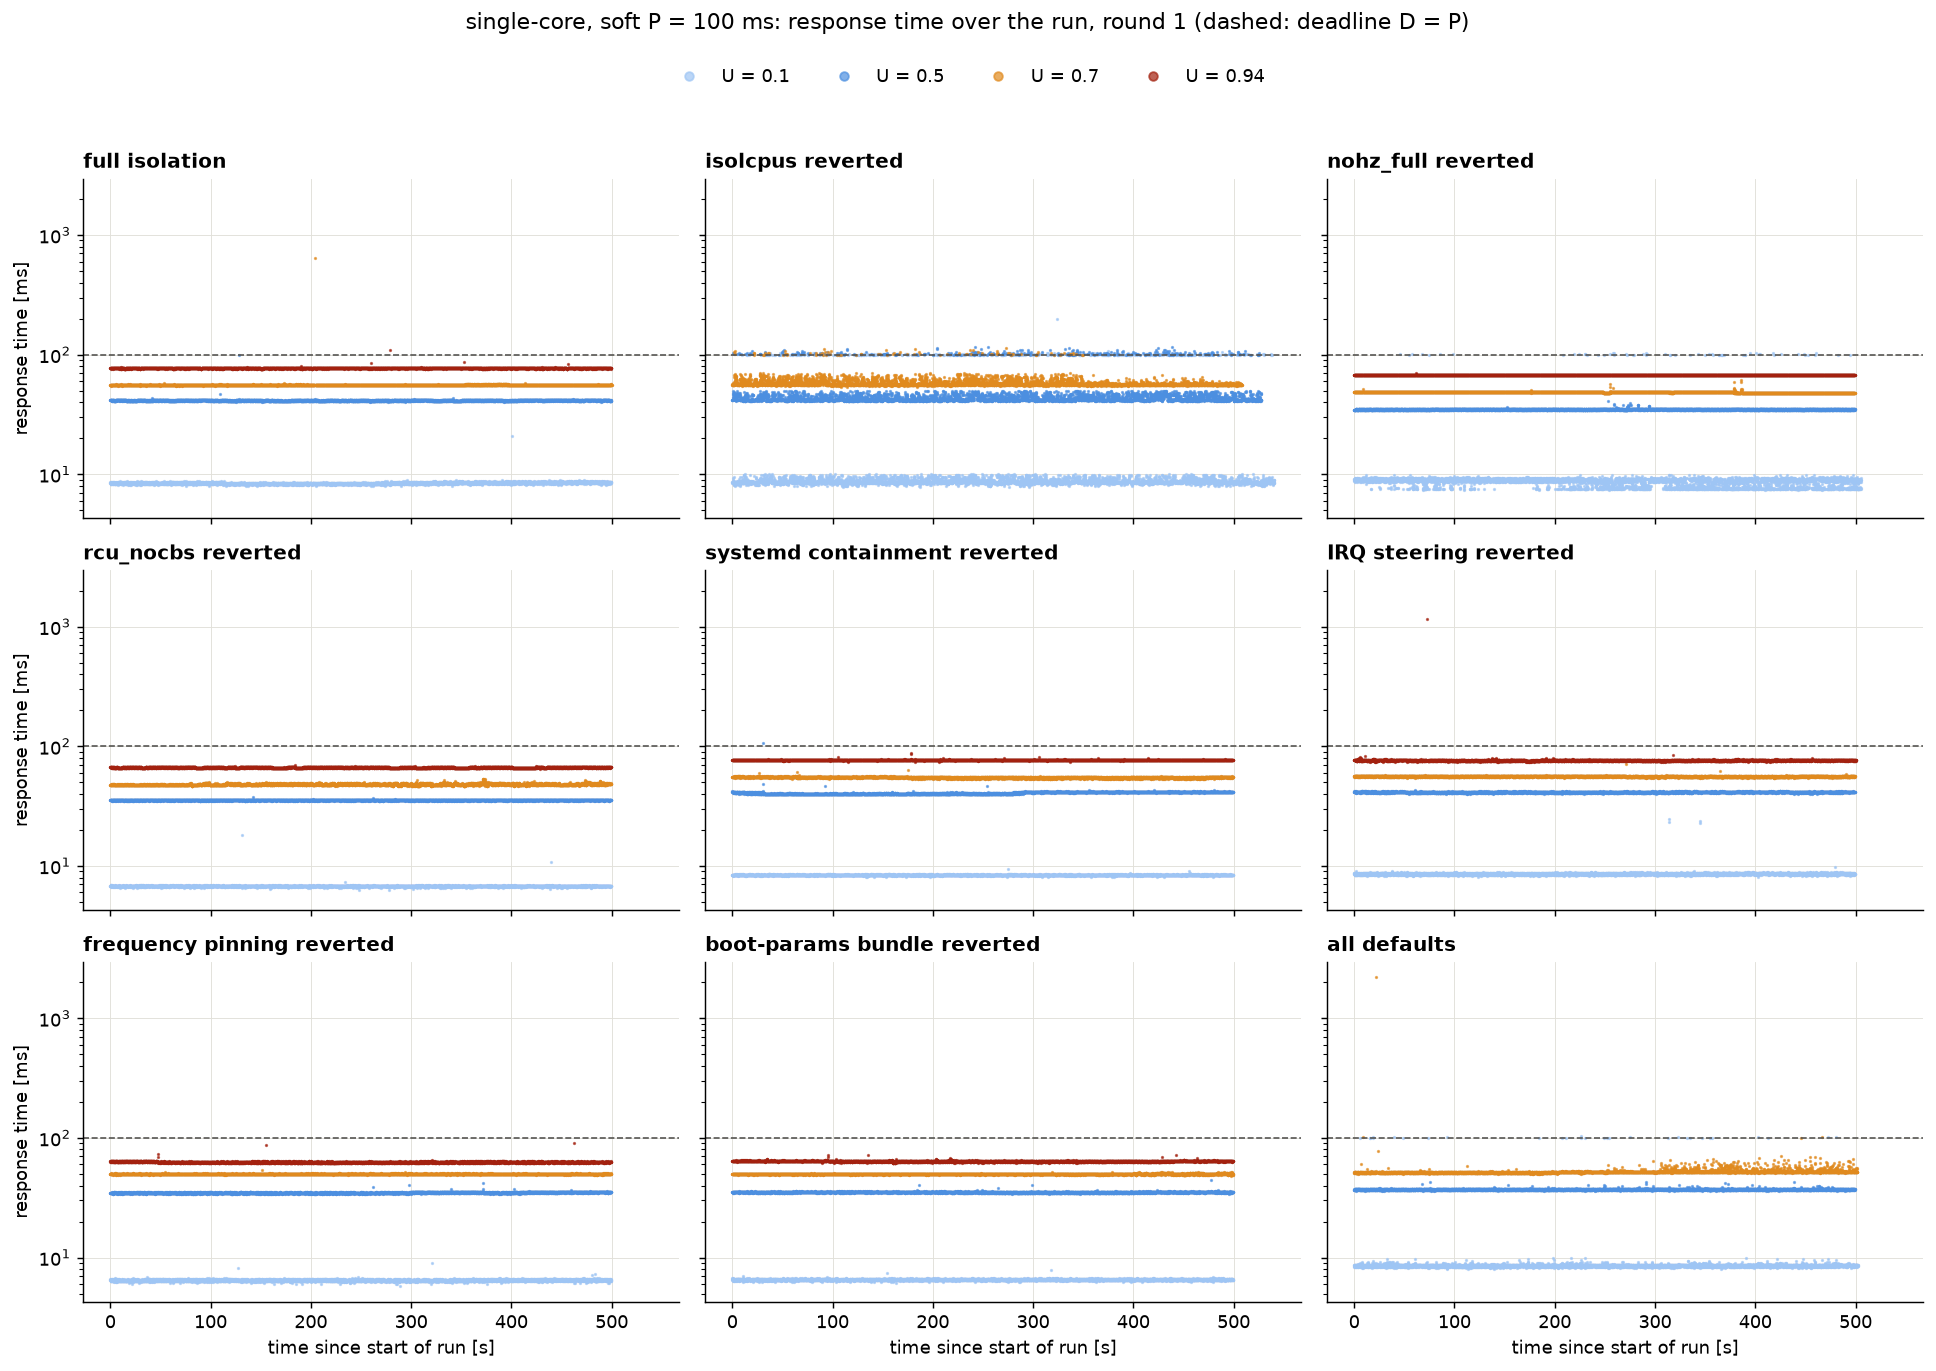 single-core, soft P = 100 ms: response time over the run, round 1 (dashed: deadline D = P)
U = 0.1 U = 0.5 U = 0.7 U = 0.94
full isolation isolcpus reverted nohz_full reverted
response time [ms]
10³
10²
10¹
rcu_nocbs reverted systemd containment reverted IRQ steering reverted
response time [ms]
10³
10²
10¹
frequency pinning reverted boot-params bundle reverted all defaults
response time [ms]
10³
10²
10¹
0 100 200 300 400 500 0 100 200 300 400 500 0 100 200 300 400 500
time since start of run [s] time since start of run [s] time since start of run [s]